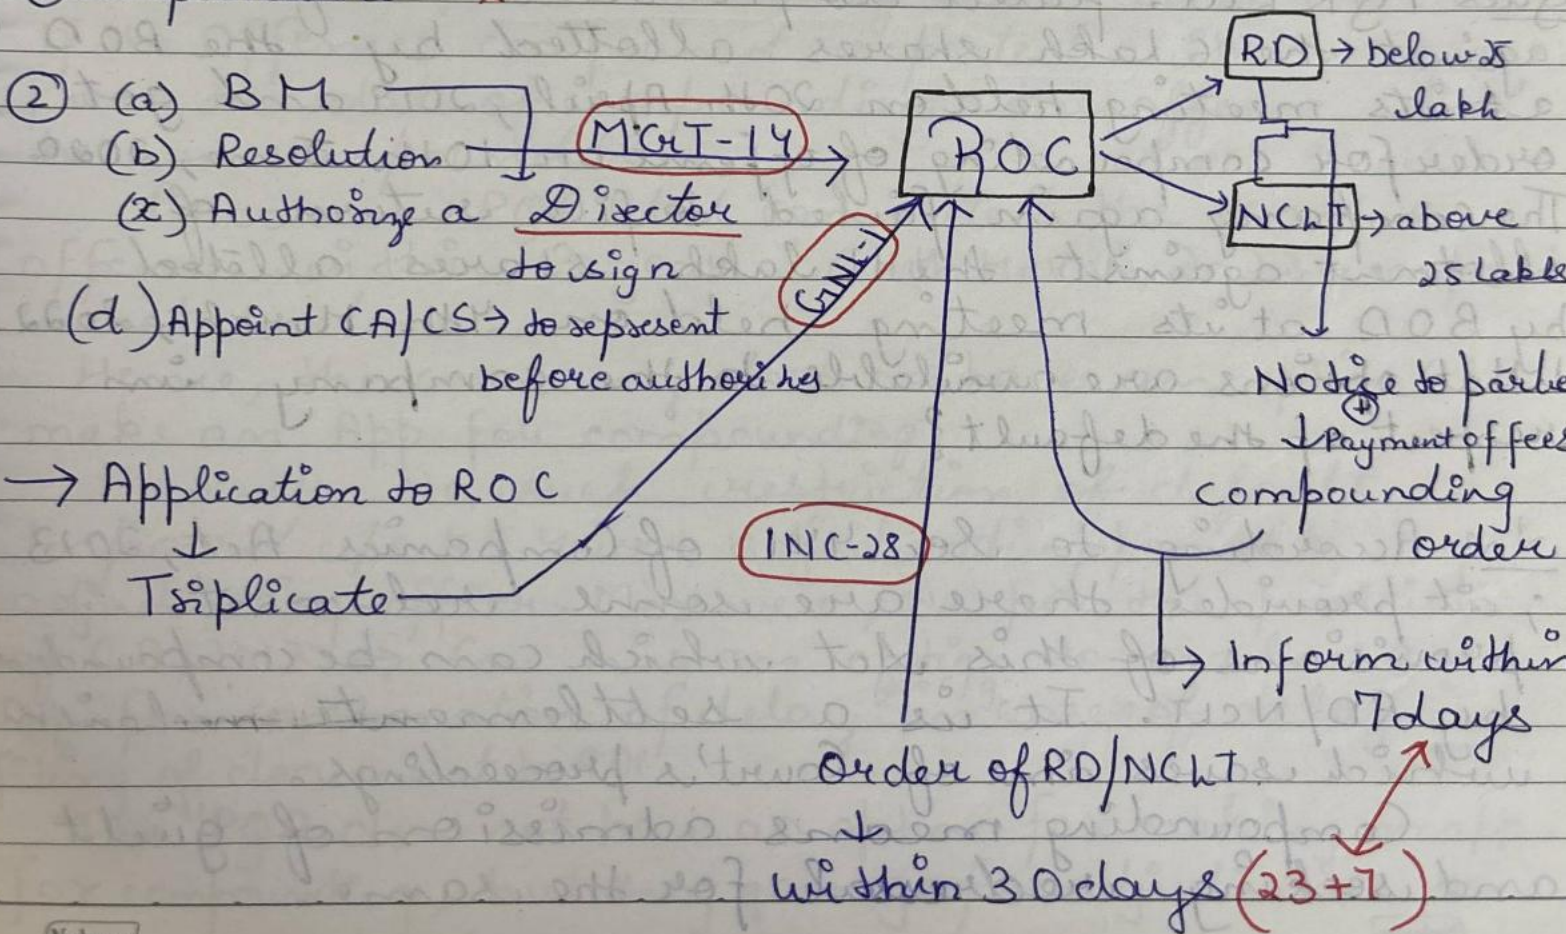 ② (a) BM
(b) Resolution
MGT-14
ROC
RD → below 25
lakh
(x) Authorize a Director
to sign
GNL-1
NCLT → above
25 lakh
(d) Appoint CA/CS → to represent
before authorities
Notice to
⊕
↓ Payment of fees
compounding
order
→ Application to ROC
↓
Triplicate
INC-28
↳ Inform within
7 days
order of RD/NCLT
↓
within 30 days (23+7)